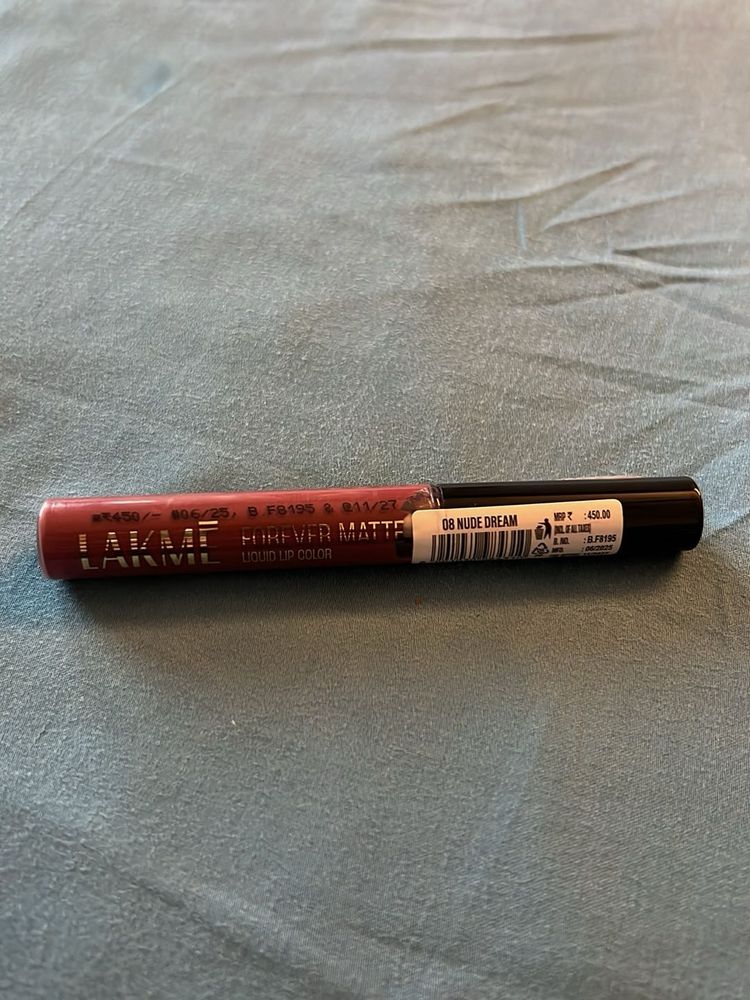 ₹450/- 06/25, B F8195 11/27
LAKMĒ FOREVER MATTE
LIQUID LIP COLOR
08 NUDE DREAM
MRP ₹ : 450.00
(INCL. OF ALL TAXES)
B. NO. : B.F8195
MFD. : 06/2025